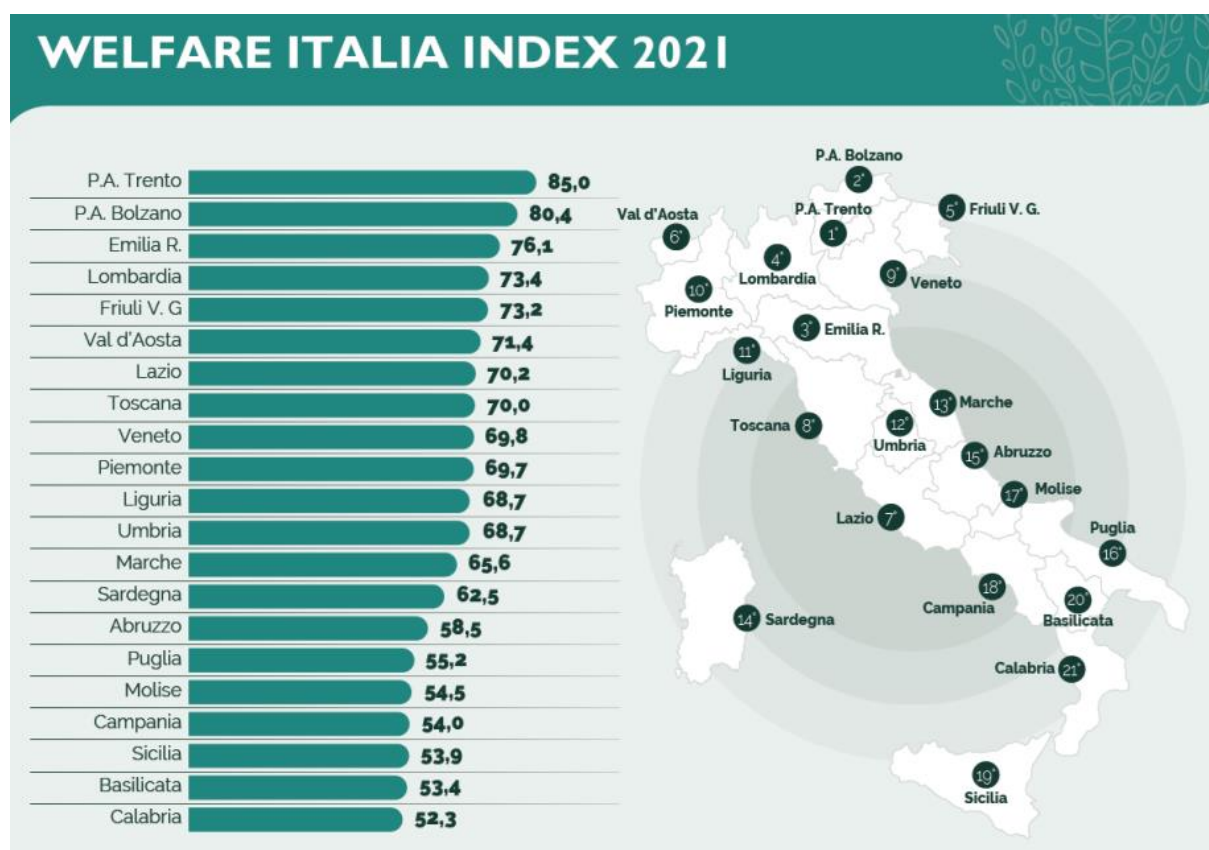 WELFARE ITALIA INDEX 2021
P.A. Trento 85,0
P.A. Bolzano 80,4
Emilia R. 76,1
Lombardia 73,4
Friuli V. G 73,2
Val d'Aosta 71,4
Lazio 70,2
Toscana 70,0
Veneto 69,8
Piemonte 69,7
Liguria 68,7
Umbria 68,7
Marche 65,6
Sardegna 62,5
Abruzzo 58,5
Puglia 55,2
Molise 54,5
Campania 54,0
Sicilia 53,9
Basilicata 53,4
Calabria 52,3
P.A. Bolzano
2°
Val d'Aosta
6°
P.A. Trento
1°
5° Friuli V. G.
4°
Lombardia
9° Veneto
10°
Piemonte
3° Emilia R.
11°
Liguria
13° Marche
Toscana 8°
12°
Umbria
15° Abruzzo
17° Molise
Lazio 7°
Puglia
16°
18°
Campania
20°
Basilicata
14° Sardegna
Calabria 21°
19°
Sicilia